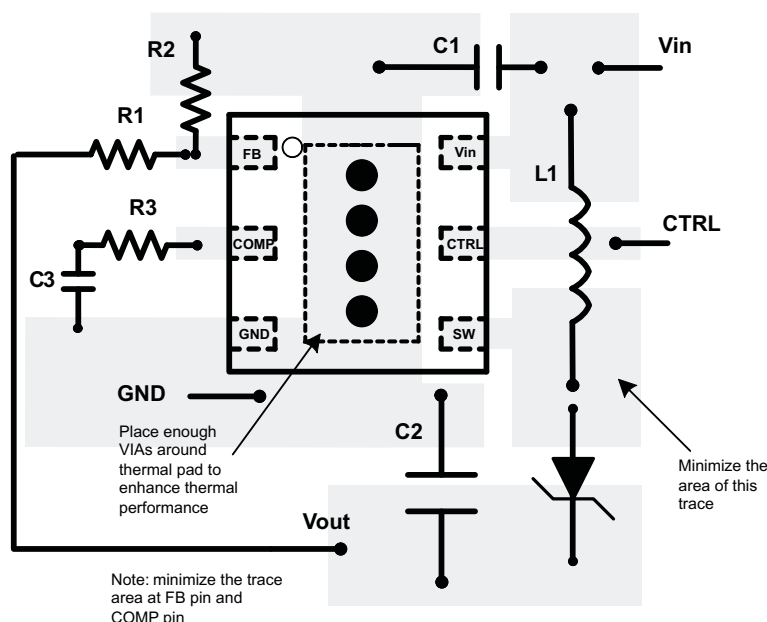 C1
Vin
R2
R1
FB
Vin
L1
R3
COMP
CTRL
CTRL
C3
GND
SW
GND
C2
Place enough
VIAs around
thermal pad to
enhance thermal
performance
Minimize the
area of this
trace
Vout
Note: minimize the trace
area at FB pin and
COMP pin